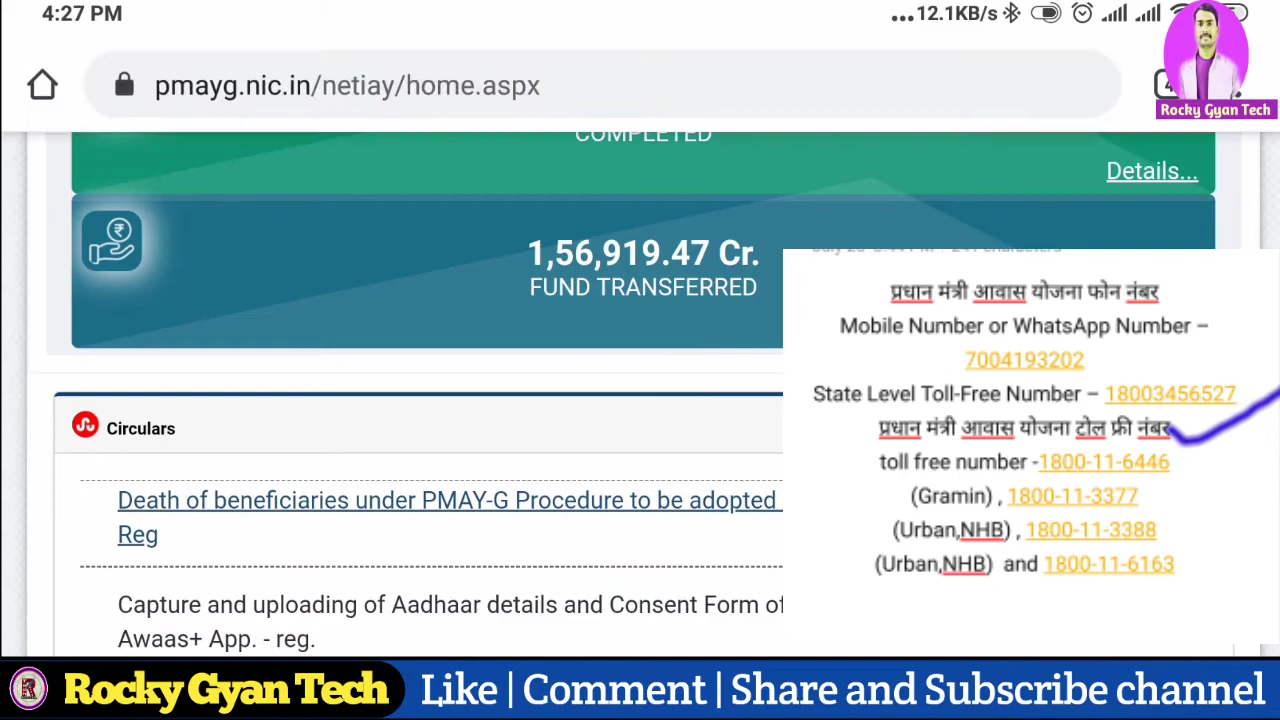 4:27 PM
12.1KB/s
pmayg.nic.in/netiay/home.aspx
Rocky Gyan Tech
COMPLETED
Details...
1,56,919.47 Cr.
FUND TRANSFERRED
प्रधान मंत्री आवास योजना फोन नंबर
Mobile Number or WhatsApp Number –
7004193202
State Level Toll-Free Number – 18003456527
प्रधान मंत्री आवास योजना टोल फ्री नंबर
toll free number -1800-11-6446
(Gramin) , 1800-11-3377
(Urban,NHB) , 1800-11-3388
(Urban,NHB) and 1800-11-6163
Circulars
Death of beneficiaries under PMAY-G Procedure to be adopted
Reg
Capture and uploading of Aadhaar details and Consent Form of
Awaas+ App. - reg.
Rocky Gyan Tech
Like | Comment | Share and Subscribe channel